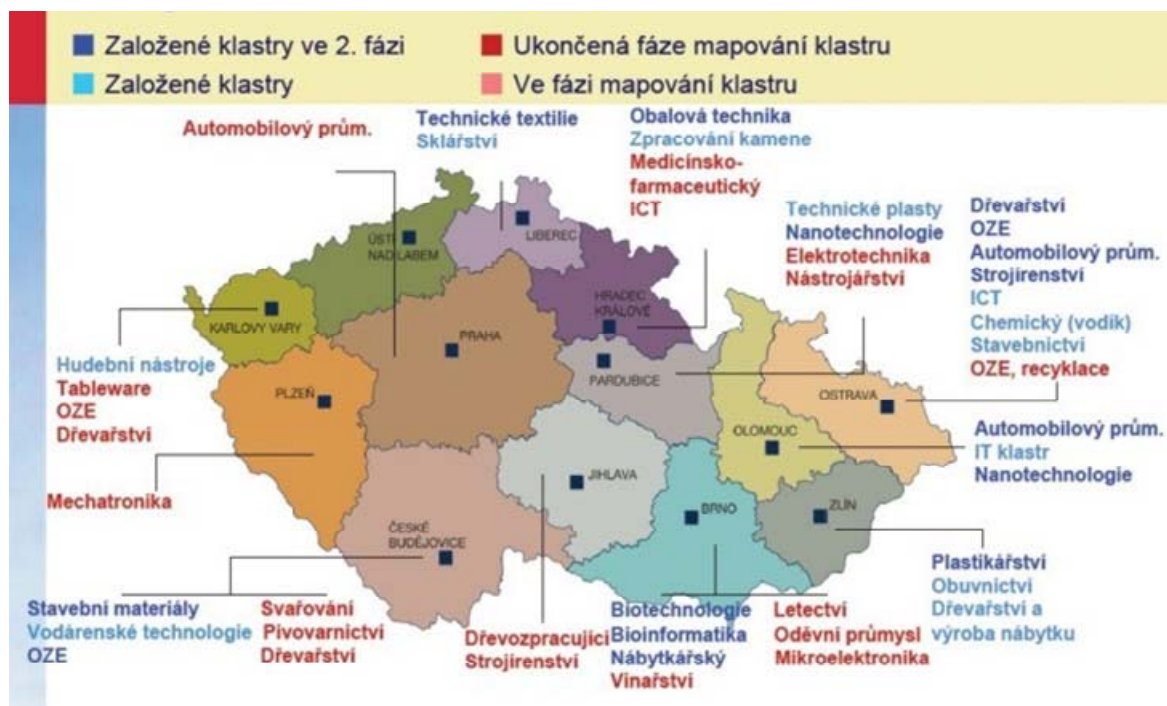 Založené klastry ve 2. fázi
Ukončená fáze mapování klastru
Založené klastry
Ve fázi mapování klastru
Automobilový prům.
Technické textilie
Sklářství
Obalová technika
Zpracování kamene
Medicínsko-
farmaceutický
ICT
Technické plasty
Nanotechnologie
Elektrotechnika
Nástrojářství
Dřevařství
OZE
Automobilový prům.
Strojírenství
ICT
Chemický (vodík)
Stavebnictví
OZE, recyklace
LIBEREC
ÚSTÍ
NAD LABEM
HRADEC
KRÁLOVÉ
KARLOVY VARY
PRAHA
PARDUBICE
PLZEŇ
OSTRAVA
OLOMOUC
JIHLAVA
BRNO
ZLÍN
ČESKÉ
BUDĚJOVICE
Hudební nástroje
Tableware
OZE
Dřevařství
Mechatronika
Automobilový prům.
IT klastr
Nanotechnologie
Stavební materiály
Vodárenské technologie
OZE
Svařování
Pivovarnictví
Dřevařství
Dřevozpracující
Strojírenství
Biotechnologie
Bioinformatika
Nábytkářský
Vinařství
Letectví
Oděvní průmysl
Mikroelektronika
Plastikářství
Obuvnictví
Dřevařství a
výroba nábytku